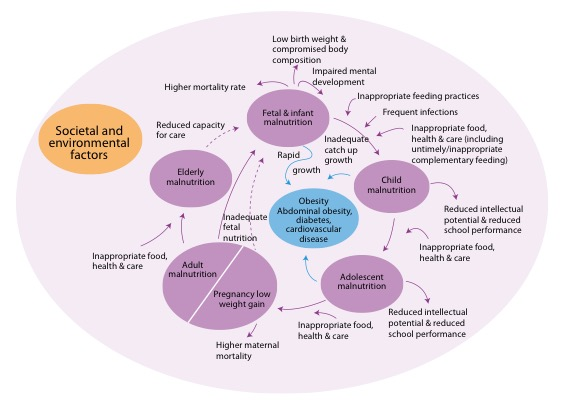 Low birth weight &
compromised body
composition
Impaired mental
development
Higher mortality rate
Inappropriate feeding practices
Fetal & infant
malnutrition
Frequent infections
Societal and
environmental
factors
Reduced capacity
for care
Inappropriate food,
health & care (including
untimely/inappropriate
complementary feeding)
Inadequate
catch up
growth
Rapid
growth
Elderly
malnutrition
Child
malnutrition
Obesity
Abdominal obesity,
diabetes,
cardiovascular
disease
Reduced intellectual
potential & reduced
school performance
Inadequate
fetal
nutrition
Inappropriate food,
health & care
Inappropriate food,
health & care
Adult
malnutrition
Pregnancy low
weight gain
Adolescent
malnutrition
Inappropriate food,
health & care
Reduced intellectual
potential & reduced
school performance
Higher maternal
mortality